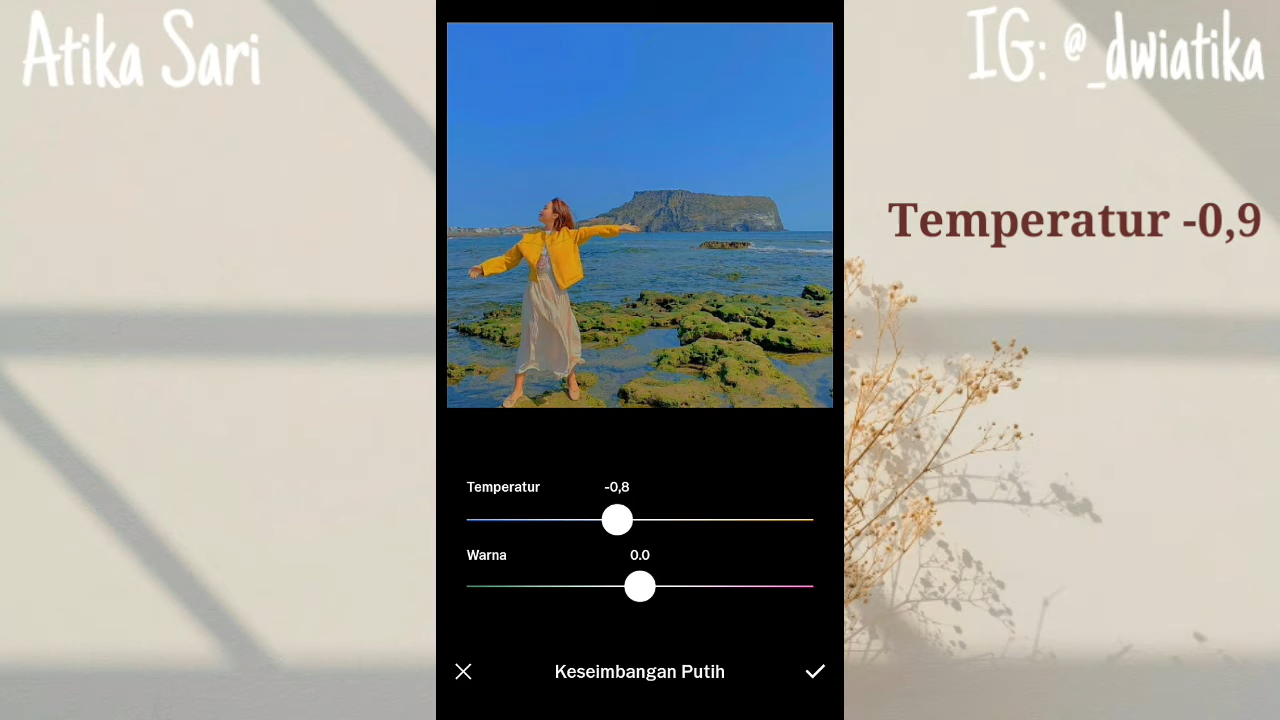 Atika Sari
IG: @_dwiatika
Temperatur -0,9
Temperatur -0,8
Warna 0.0
Keseimbangan Putih